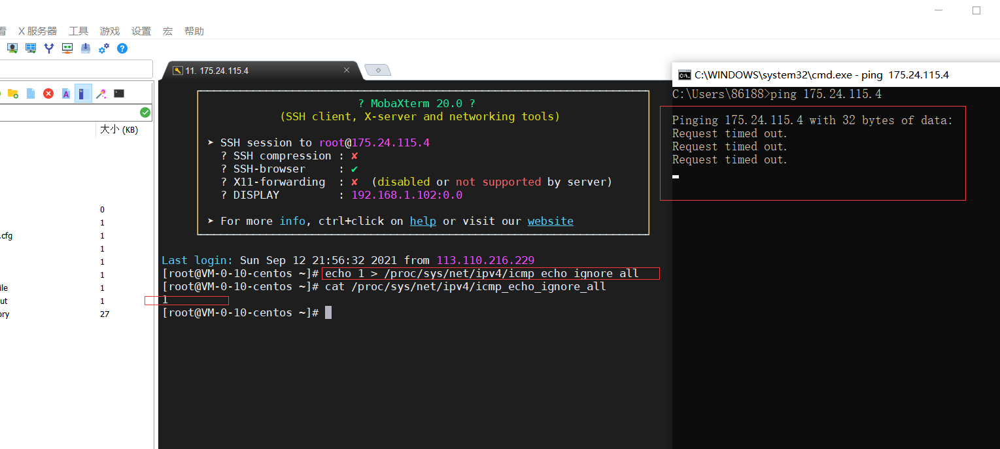 看 X 服务器 工具 游戏 设置 宏 帮助
11. 175.24.115.4
大小 (KB)
0
1
.cfg 1
1
1
1
ile 1
ut 1
ory 27
? MobaXterm 20.0 ?
(SSH client, X-server and networking tools)
➤ SSH session to root@175.24.115.4
? SSH compression : ✘
? SSH-browser : ✔
? X11-forwarding : ✘ (disabled or not supported by server)
? DISPLAY : 192.168.1.102:0.0
➤ For more info, ctrl+click on help or visit our website
Last login: Sun Sep 12 21:56:32 2021 from 113.110.216.229
[root@VM-0-10-centos ~]# echo 1 > /proc/sys/net/ipv4/icmp_echo_ignore_all
[root@VM-0-10-centos ~]# cat /proc/sys/net/ipv4/icmp_echo_ignore_all
1
[root@VM-0-10-centos ~]#
C:\WINDOWS\system32\cmd.exe - ping 175.24.115.4
C:\Users\86188>ping 175.24.115.4
Pinging 175.24.115.4 with 32 bytes of data:
Request timed out.
Request timed out.
Request timed out.